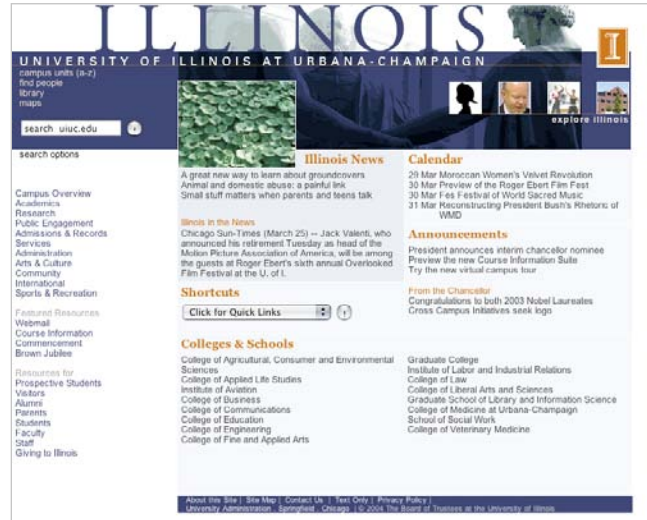 ILLINOIS
UNIVERSITY OF ILLINOIS AT URBANA-CHAMPAIGN
I
campus units (a-z)
find people
library
maps
search uiuc.edu
explore Illinois
search options
Campus Overview
Academics
Research
Public Engagement
Admissions & Records
Services
Administration
Arts & Culture
Community
International
Sports & Recreation
Featured Resources
Webmail
Course Information
Commencement
Brown Jubilee
Resources for
Prospective Students
Visitors
Alumni
Parents
Students
Faculty
Staff
Giving to Illinois
Illinois News
A great new way to learn about groundcovers
Animal and domestic abuse: a painful link
Small stuff matters when parents and teens talk
Illinois in the News
Chicago Sun-Times (March 25) -- Jack Valenti, who
announced his retirement Tuesday as head of the
Motion Picture Association of America, will be among
the guests at Roger Ebert's sixth annual Overlooked
Film Festival at the U. of I.
Shortcuts
Click for Quick Links
Calendar
29 Mar Moroccan Women's Velvet Revolution
30 Mar Preview of the Roger Ebert Film Fest
30 Mar Fes Festival of World Sacred Music
31 Mar Reconstructing President Bush's Rhetoric of
WMD
Announcements
President announces interim chancellor nominee
Preview the new Course Information Suite
Try the new virtual campus tour
From the Chancellor
Congratulations to both 2003 Nobel Laureates
Cross Campus Initiatives seek logo
Colleges & Schools
College of Agricultural, Consumer and Environmental
Sciences
College of Applied Life Studies
Institute of Aviation
College of Business
College of Communications
College of Education
College of Engineering
College of Fine and Applied Arts
Graduate College
Institute of Labor and Industrial Relations
College of Law
College of Liberal Arts and Sciences
Graduate School of Library and Information Science
College of Medicine at Urbana-Champaign
School of Social Work
College of Veterinary Medicine
About this Site | Site Map | Contact Us | Text Only | Privacy Policy |
University Administration . Springfield . Chicago | © 2004 The Board of Trustees at the University of Illinois